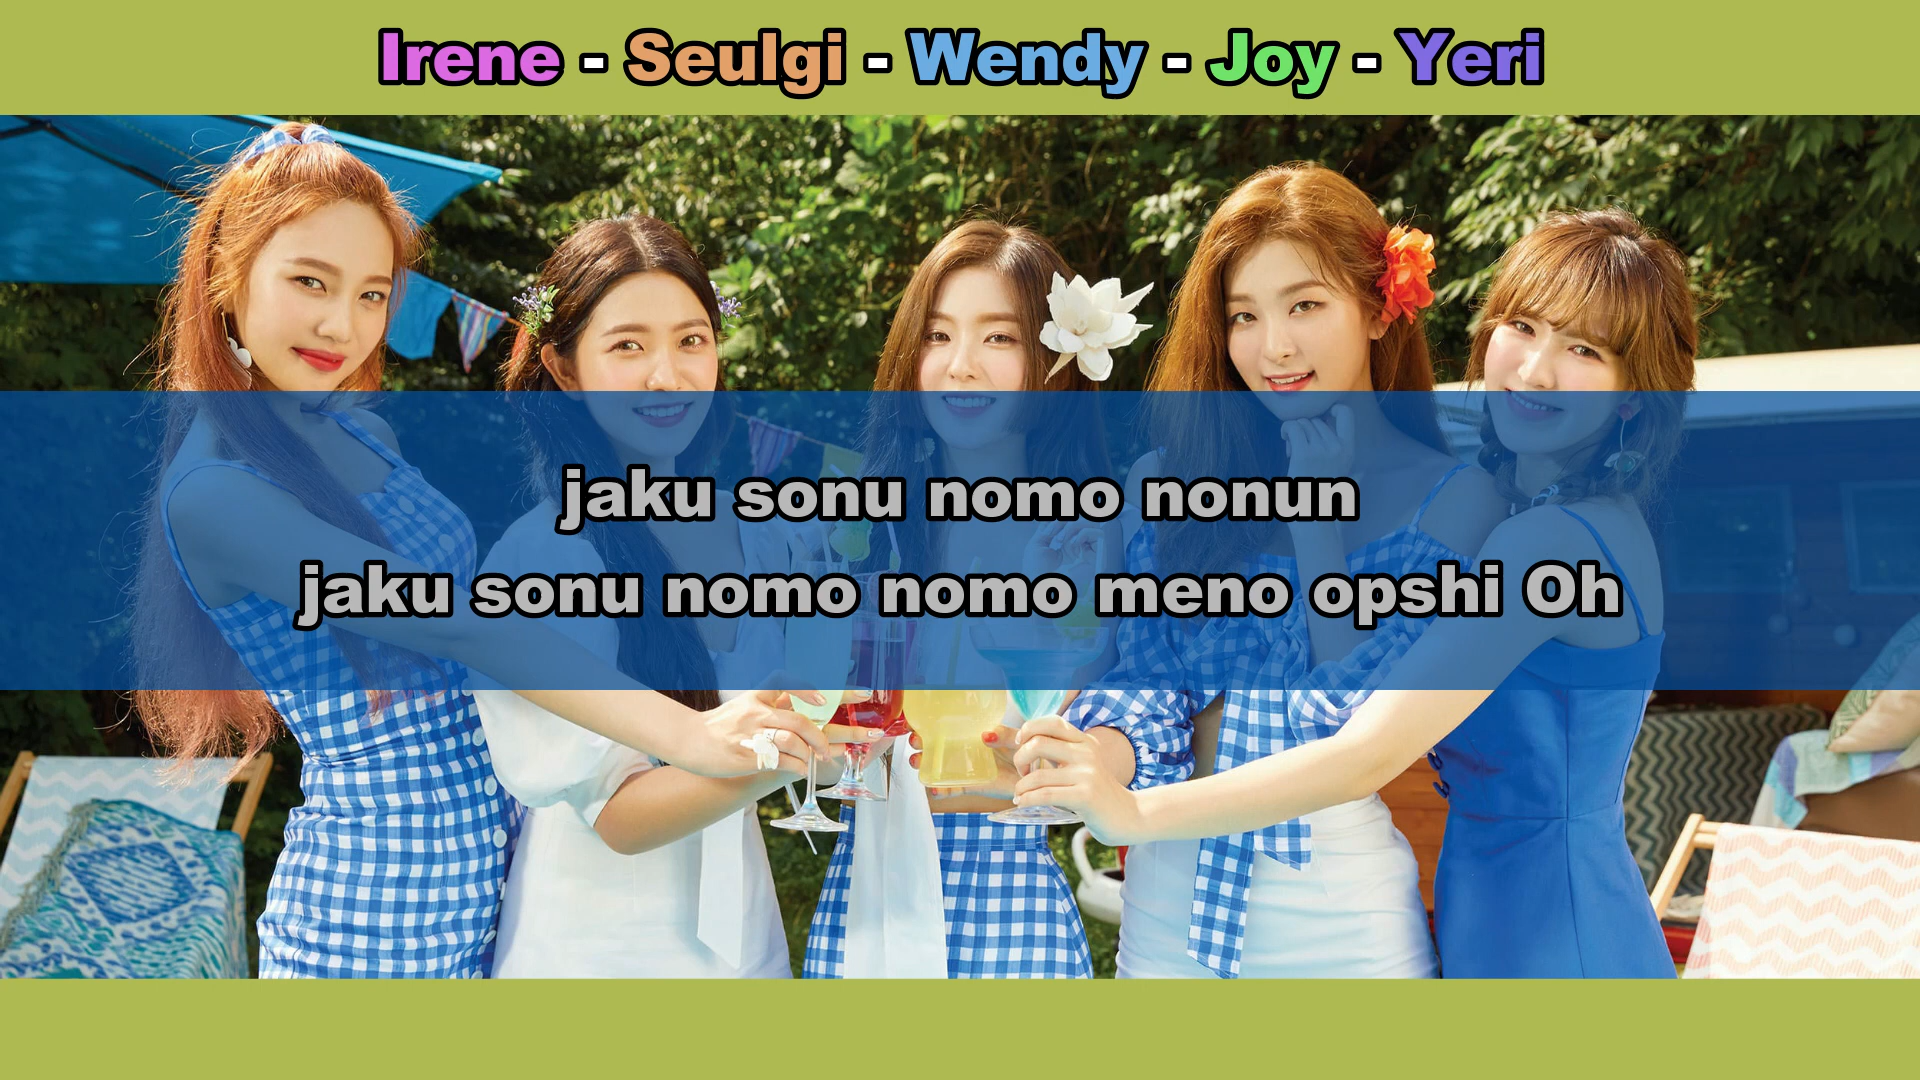 Irene - Seulgi - Wendy - Joy - Yeri
jaku sonu nomo nonun
jaku sonu nomo nomo meno opshi Oh